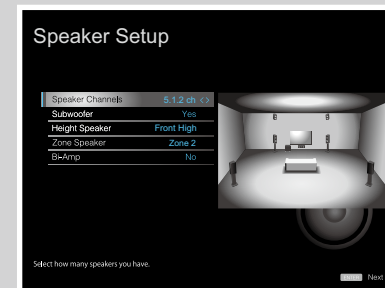 Speaker Setup
Speaker Channels 5.1.2 ch <>
Subwoofer Yes
Height Speaker Front High
Zone Speaker Zone 2
Bi-Amp No
Select how many speakers you have.
ENTER Next